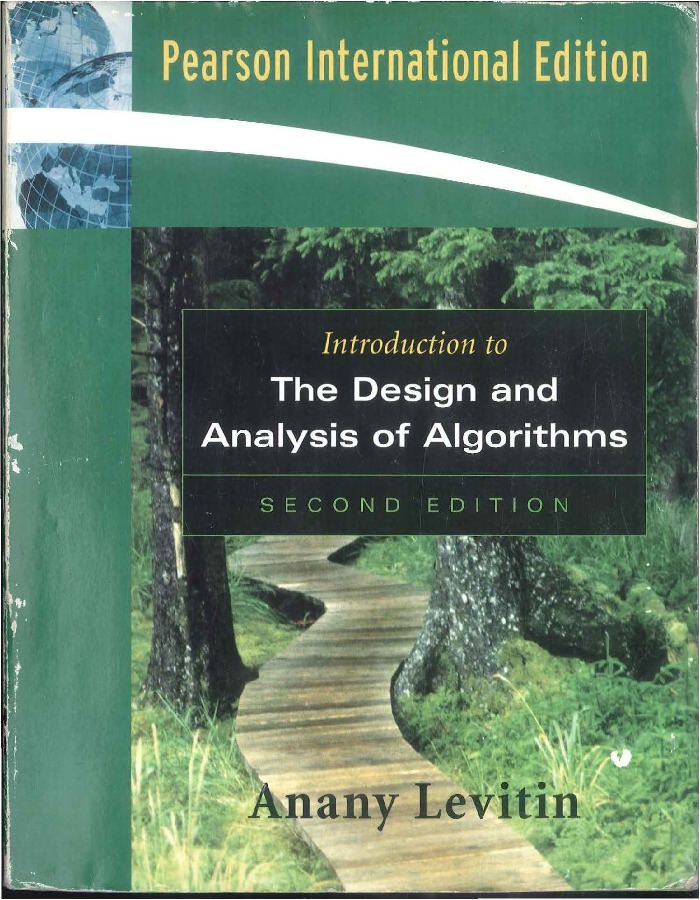 Pearson International Edition
Introduction to
The Design and
Analysis of Algorithms
SECOND EDITION
Anany Levitin